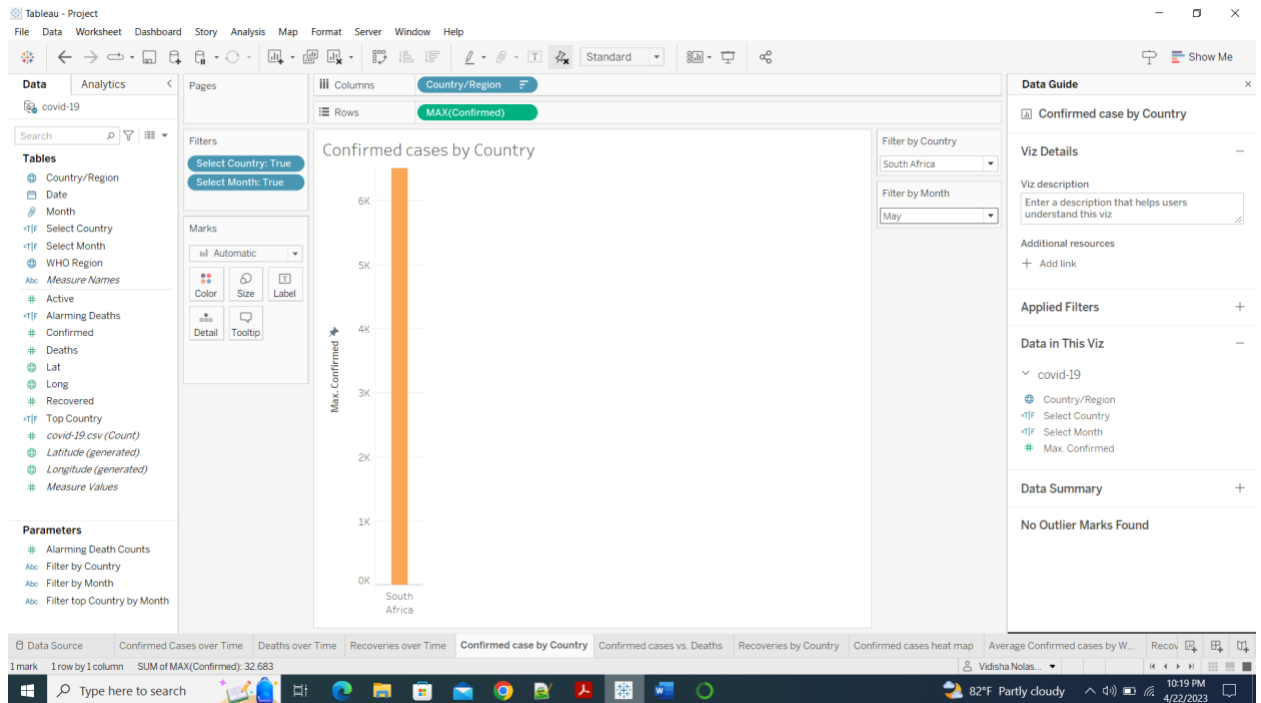 Tableau - Project
File Data Worksheet Dashboard Story Analysis Map Format Server Window Help
Standard
Show Me
Data Analytics
covid-19
Search
Tables
Country/Region
Date
Month
=T|F Select Country
=T|F Select Month
WHO Region
Abc Measure Names
# Active
=T|F Alarming Deaths
# Confirmed
# Deaths
Lat
Long
# Recovered
=T|F Top Country
# covid-19.csv (Count)
Latitude (generated)
Longitude (generated)
# Measure Values
Parameters
# Alarming Death Counts
Abc Filter by Country
Abc Filter by Month
Abc Filter top Country by Month
Pages
Filters
Select Country: True
Select Month: True
Marks
Automatic
Color Size Label
Detail Tooltip
Columns Country/Region
Rows MAX(Confirmed)
Confirmed cases by Country
Max. Confirmed
6K
5K
4K
3K
2K
1K
0K
South
Africa
Filter by Country
South Africa
Filter by Month
May
Data Guide
Confirmed case by Country
Viz Details
Viz description
Enter a description that helps users
understand this viz
Additional resources
+ Add link
Applied Filters
Data in This Viz
covid-19
Country/Region
=T|F Select Country
=T|F Select Month
# Max. Confirmed
Data Summary
No Outlier Marks Found
Data Source Confirmed Cases over Time Deaths over Time Recoveries over Time Confirmed case by Country Confirmed cases vs. Deaths Recoveries by Country Confirmed cases heat map Average Confirmed cases by W... Recov
1 mark 1 row by 1 column SUM of MAX(Confirmed): 32.683 Vidisha Nolas...
Type here to search
82°F Partly cloudy
10:19 PM
4/22/2023